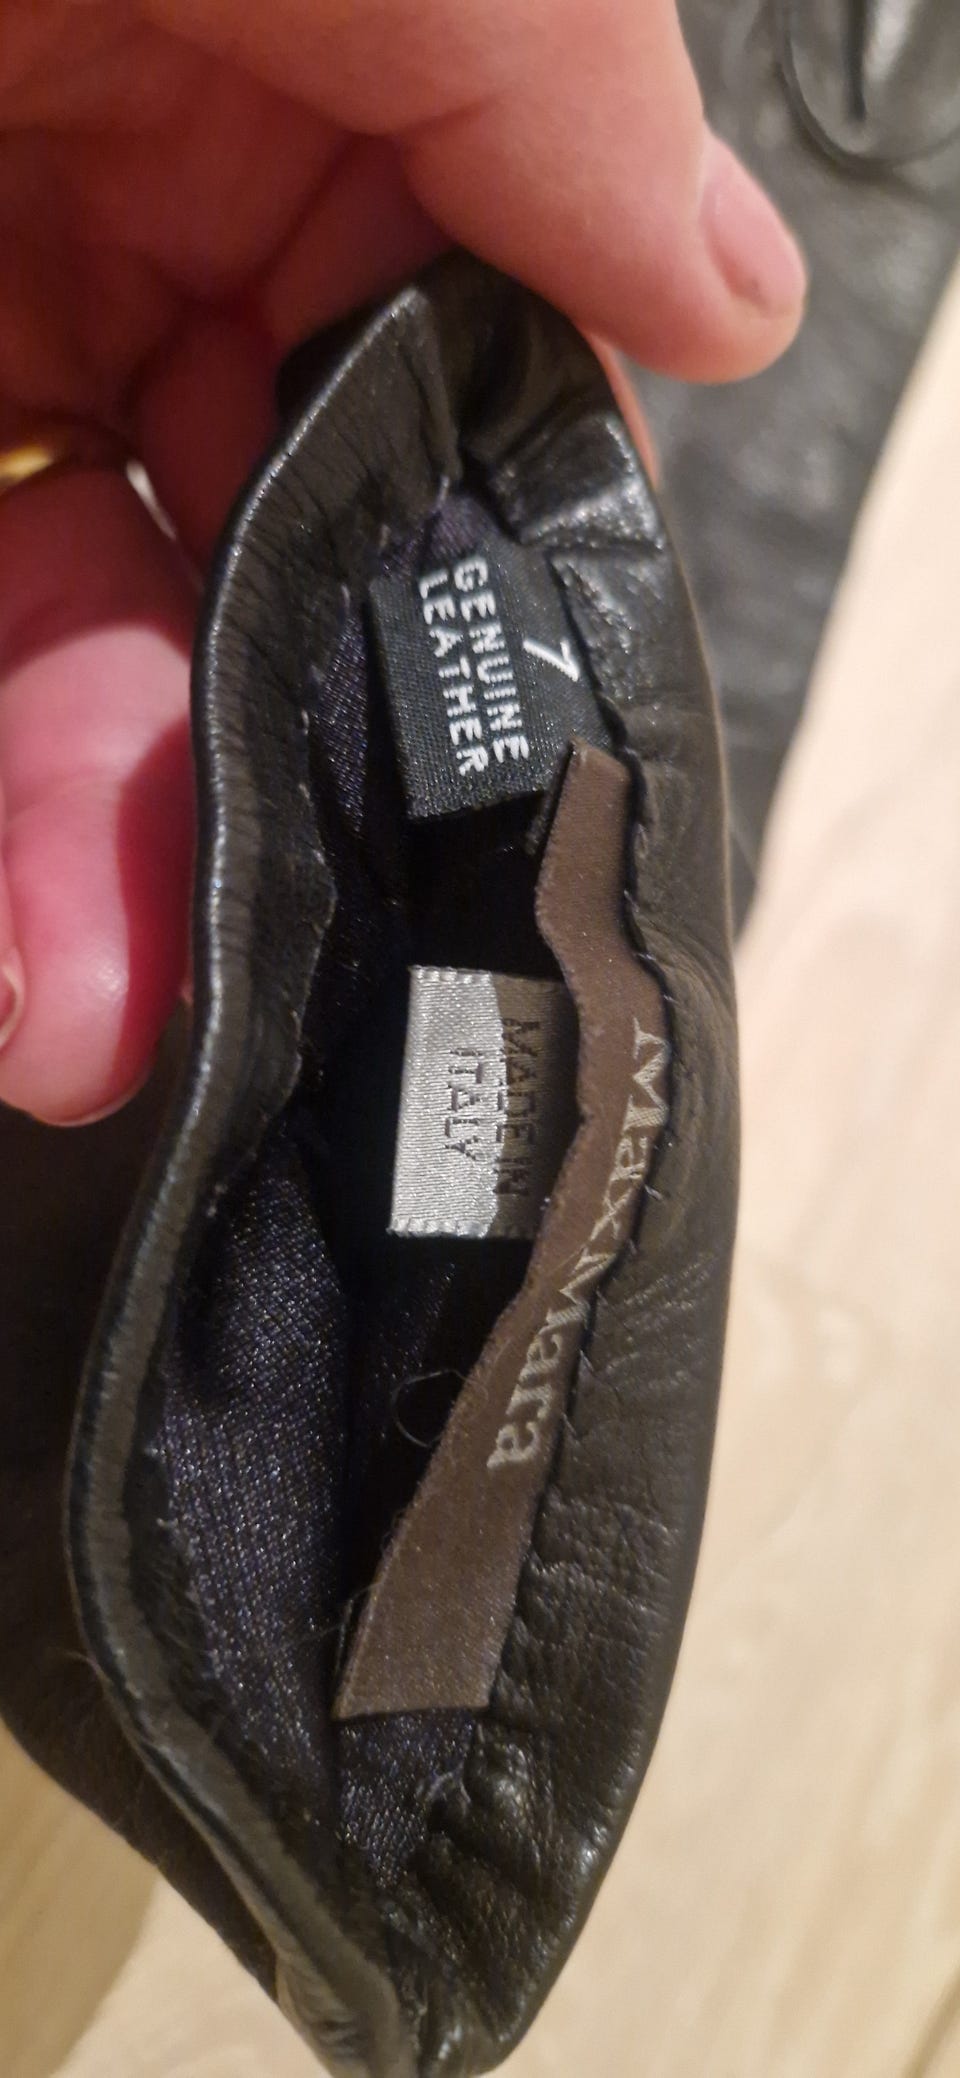 7
GENUINE
LEATHER
MaxMara
MADE IN
ITALY